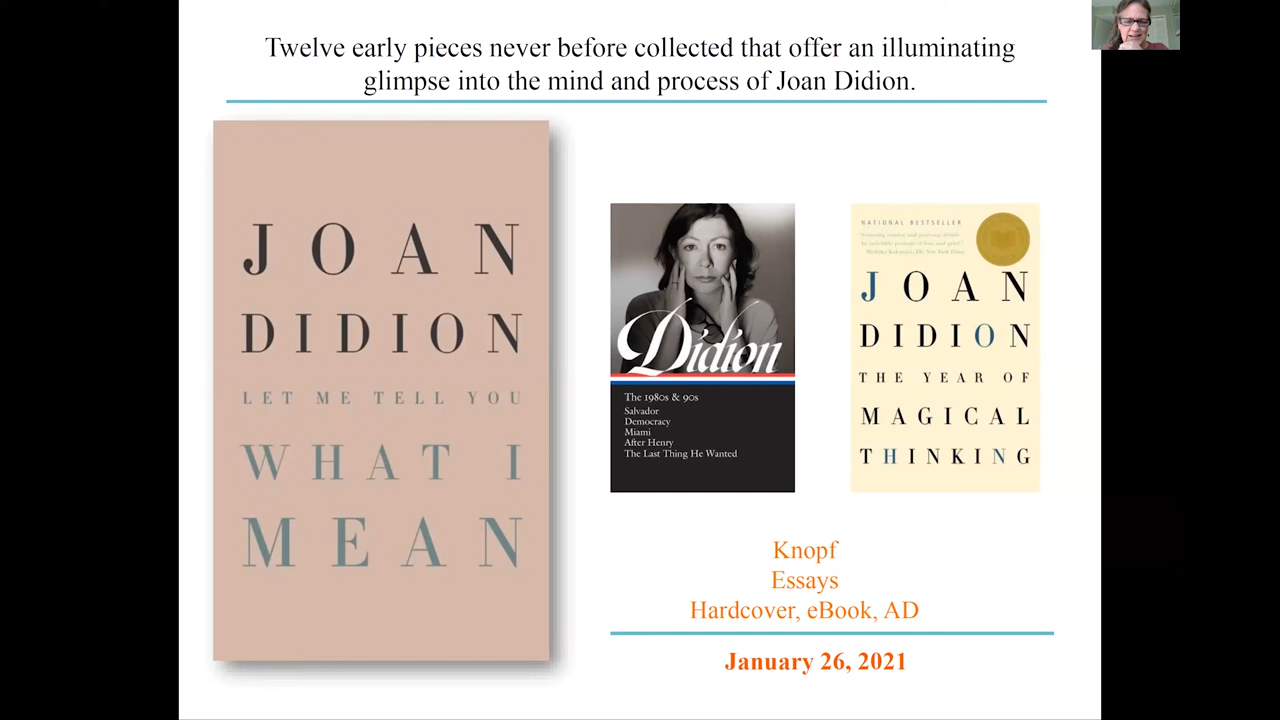 Twelve early pieces never before collected that offer an illuminating
glimpse into the mind and process of Joan Didion.
JOAN
DIDION
LET ME TELL YOU
WHAT I
MEAN
Didion
The 1980s & 90s
Salvador
Democracy
Miami
After Henry
The Last Thing He Wanted
NATIONAL BESTSELLER
JOAN
DIDION
THE YEAR OF
MAGICAL
THINKING
Knopf
Essays
Hardcover, eBook, AD
January 26, 2021